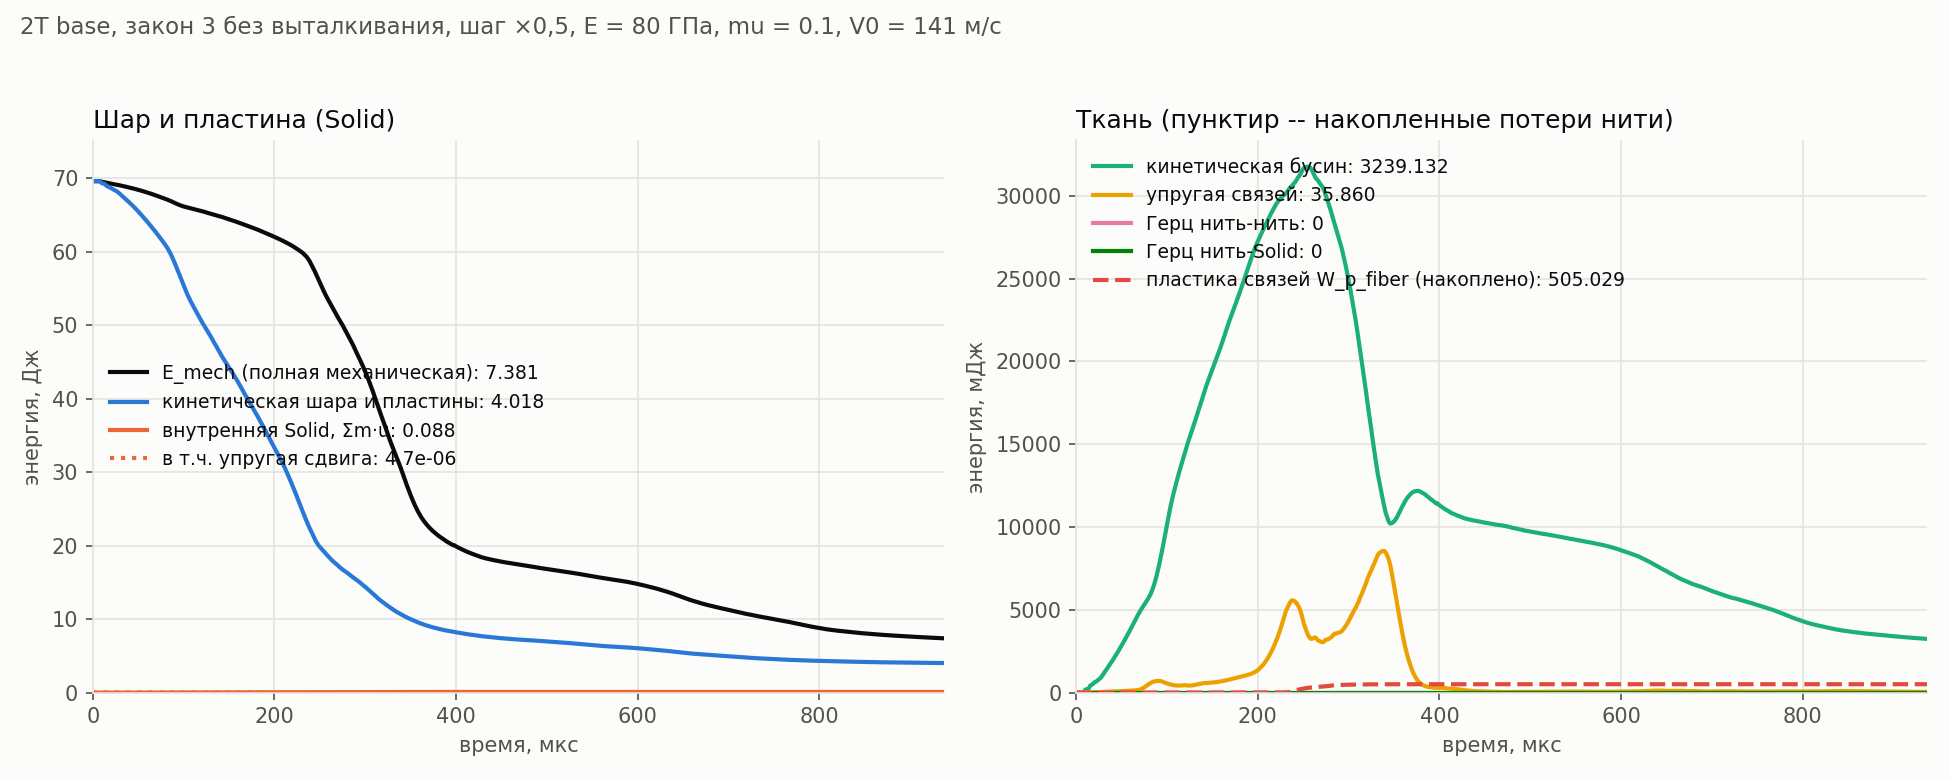 2T base, закон 3 без выталкивания, шаг ×0,5, E = 80 ГПа, mu = 0.1, V0 = 141 м/с
Шар и пластина (Solid)
энергия, Дж
70
60
50
40
30
20
10
0
E_mech (полная механическая): 7.381
кинетическая шара и пластины: 4.018
внутренняя Solid, Σm·u: 0.088
в т.ч. упругая сдвига: 4.7e-06
0
200
400
600
800
время, мкс
Ткань (пунктир -- накопленные потери нити)
энергия, мДж
30000
25000
20000
15000
10000
5000
0
кинетическая бусин: 3239.132
упругая связей: 35.860
Герц нить-нить: 0
Герц нить-Solid: 0
пластика связей W_p_fiber (накоплено): 505.029
0
200
400
600
800
время, мкс